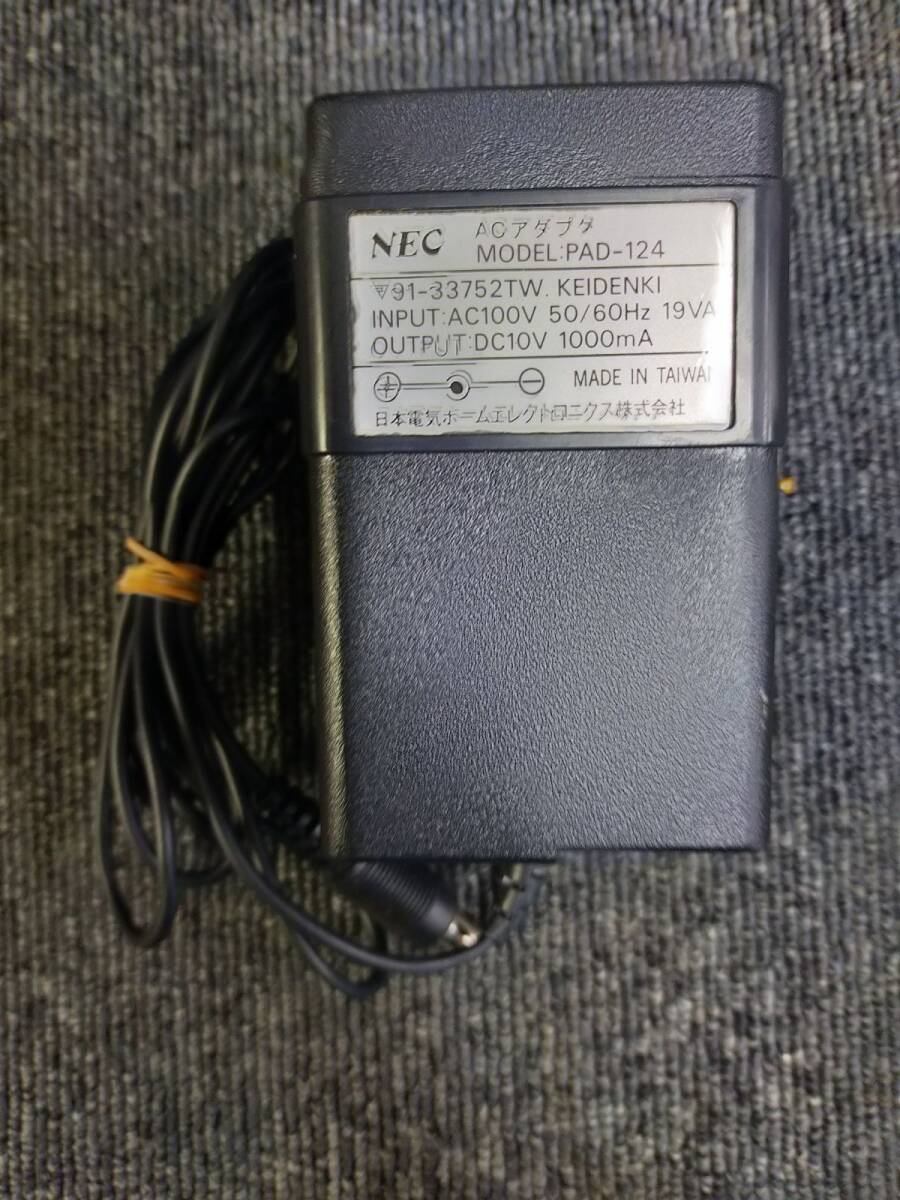 NEC
ACアダプタ
MODEL:PAD-124
▽91-33752TW. KEIDENKI
INPUT:AC100V 50/60Hz 19VA
OUTPUT:DC10V 1000mA
MADE IN TAIWAN
日本電気ホームエレクトロニクス株式会社